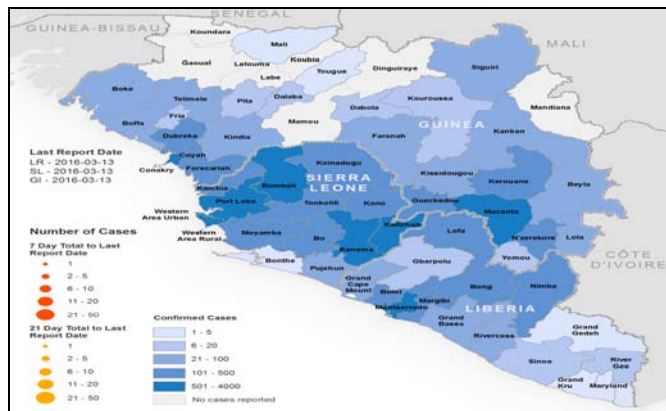 SENEGAL
GUINEA-BISSAU
MALI
Koundara
Mali
Gaoual
Lelouma
Koubia
Labe
Tougue
Dinguiraye
Siguiri
Boke
Telimele
Pita
Dalaba
Dabola
Kouroussa
Mandiana
Fria
Mamou
GUINEA
Boffa
Dubreka
Kindia
Faranah
Kankan
Coyah
Conakry
Forecariah
Koinadugu
Kissidougou
Kerouane
Beyla
Last Report Date
LR - 2016-03-13
SL - 2016-03-13
GI - 2016-03-13
SIERRA
LEONE
Kambia
Bombali
Gueckedou
Macenta
Port Loko
Tonkolili
Kono
Western
Area Urban
Kailahun
Lofa
N'zerekore
Lola
Western
Area Rural
Moyamba
Bo
Kenema
Yomou
CÔTE
D'IVOIRE
Bonthe
Pujehun
Gbarpolu
Grand
Cape
Mount
Bomi
Bong
Nimba
Montserrado
Margibi
LIBERIA
Grand
Bassa
Rivercess
Grand
Gedeh
Sinoe
River
Gee
Grand
Kru
Maryland
Number of Cases
7 Day Total to Last
Report Date
1
2 - 5
6 - 10
11 - 20
21 - 50
21 Day Total to Last
Report Date
1
2 - 5
6 - 10
11 - 20
21 - 50
Confirmed Cases
1 - 5
6 - 20
21 - 100
101 - 500
501 - 4000
No cases reported